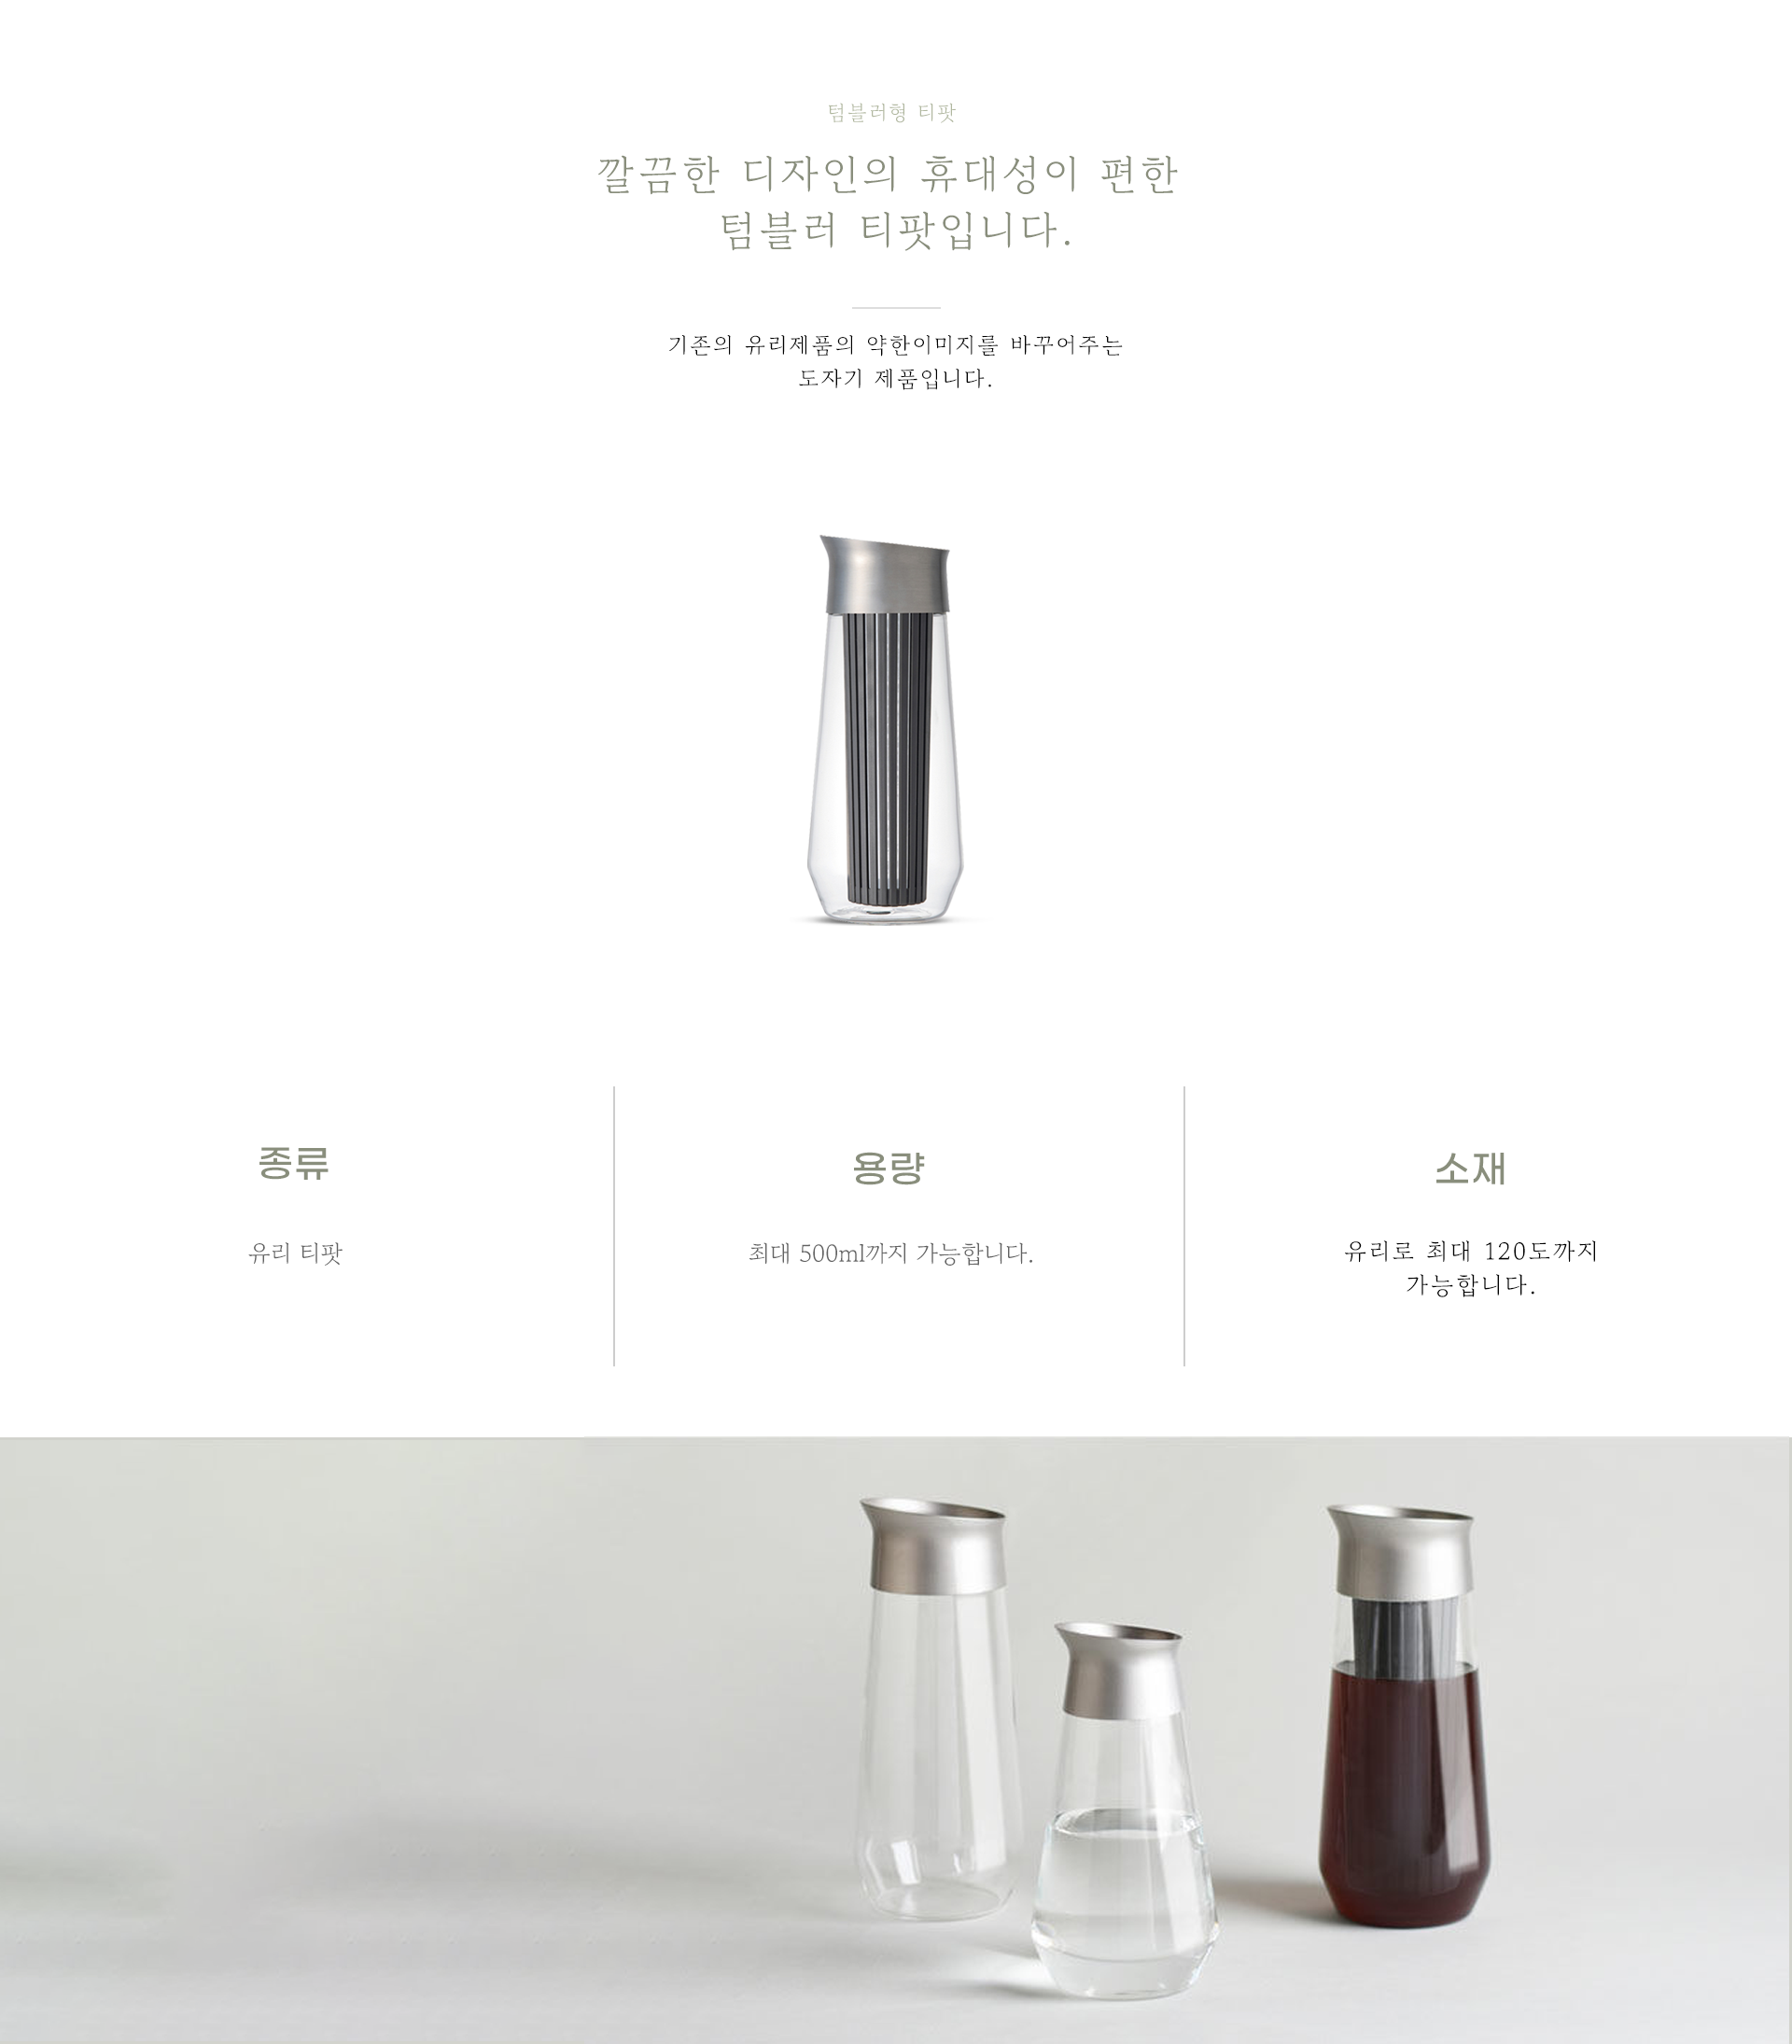 텀블러형 티팟
깔끔한 디자인의 휴대성이 편한
텀블러 티팟입니다.
기존의 유리제품의 약한이미지를 바꾸어주는
도자기 제품입니다.
종류
유리 티팟
용량
최대 500ml까지 가능합니다.
소재
유리로 최대 120도까지
가능합니다.